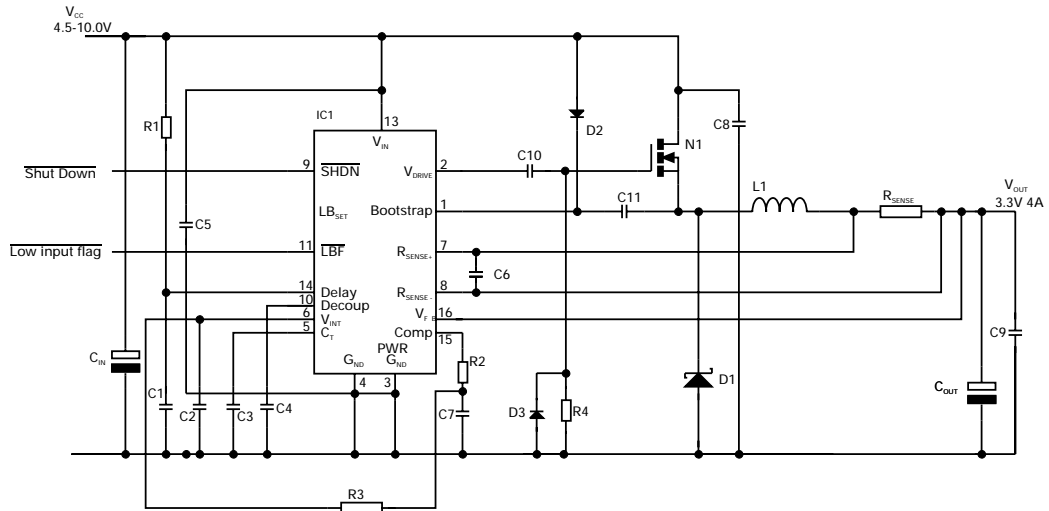 VCC
4.5-10.0V
IC1
R1
13
VIN
D2
C8
N1
C10
Shut Down
9
SHDN
VDRIVE
2
LBSET
C11
L1
RSENSE
VOUT
3.3V 4A
C5
Bootstrap
1
Low input flag
11
LBF
RSENSE+
7
C6
14
Delay
RSENSE -
8
10
Decoup
6
VINT
VF B
16
5
CT
Comp
15
C9
CIN
PWR
GND
GND
R2
4
3
D1
COUT
C1
C2
C3
C4
C7
D3
R4
R3